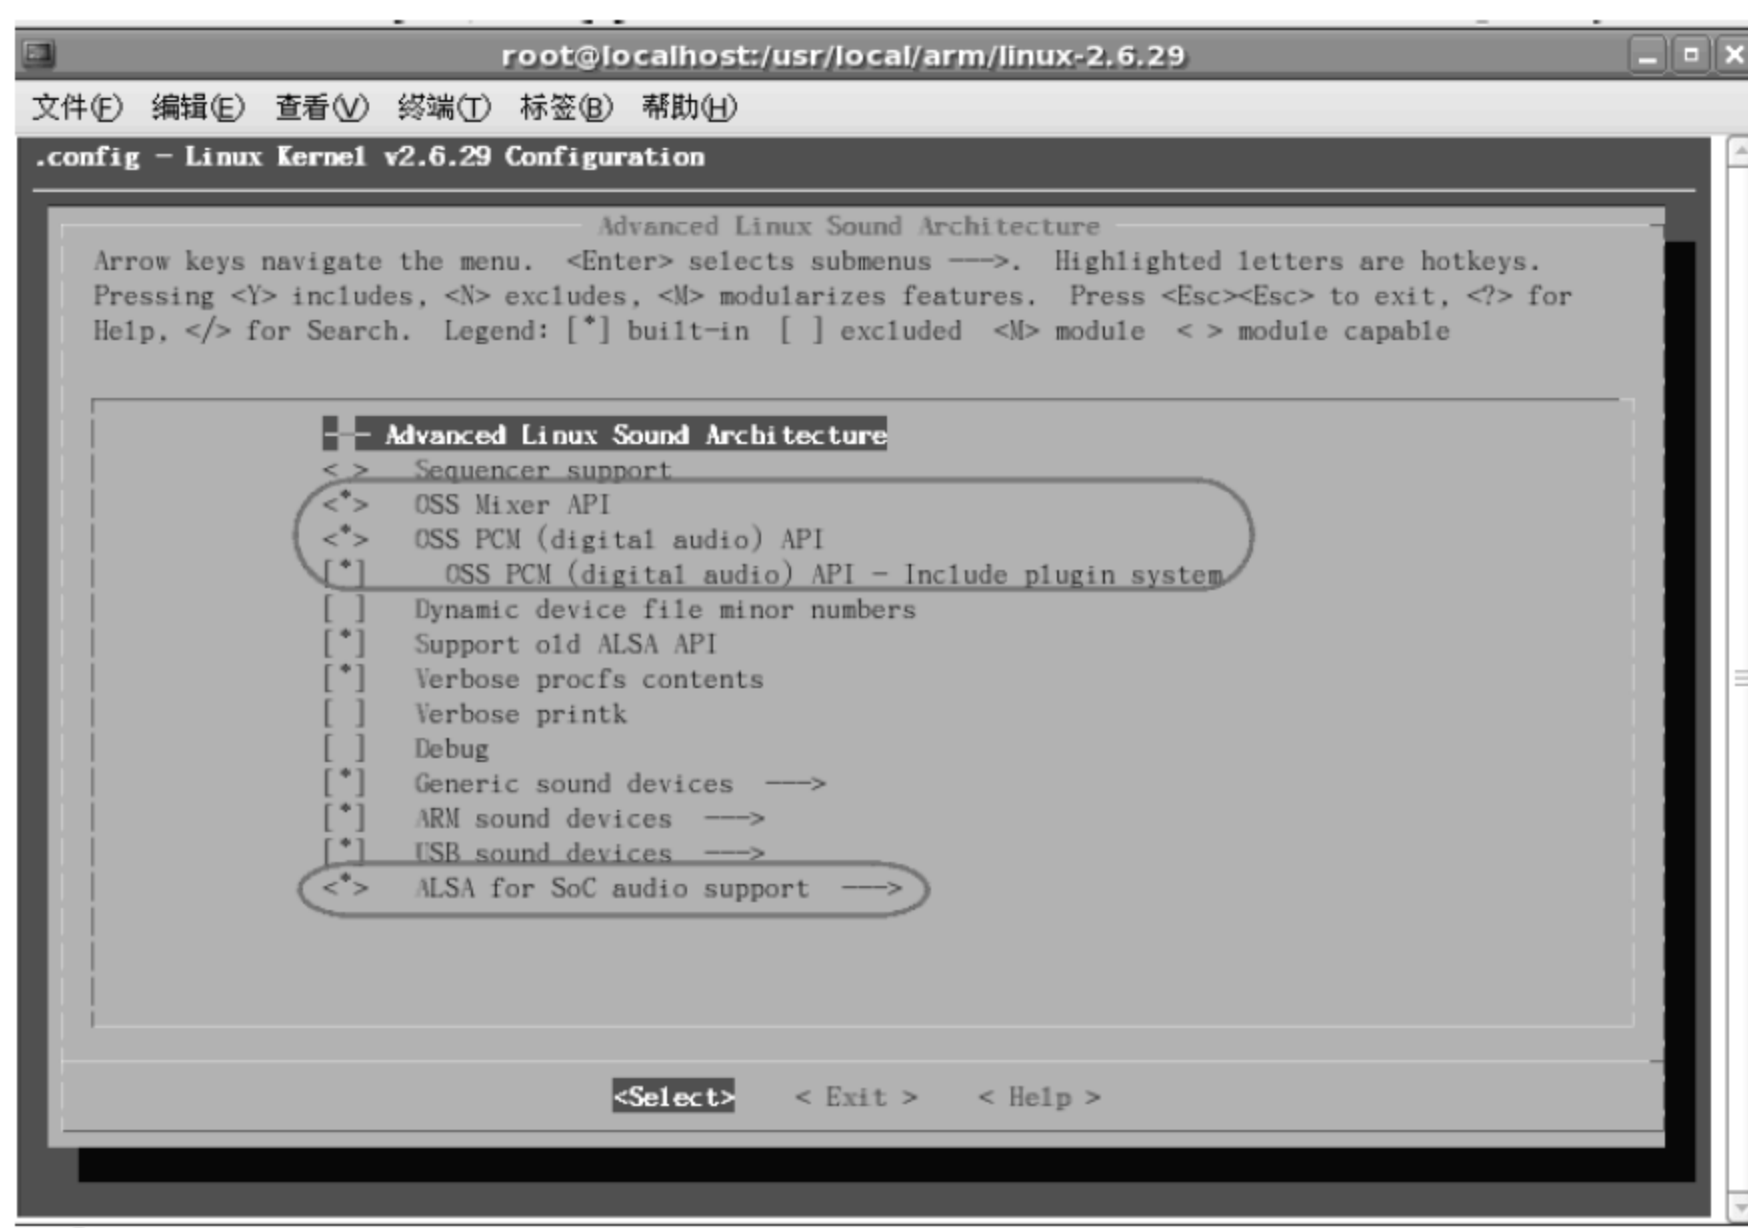 root@localhost:/usr/local/arm/linux-2.6.29
文件(F) 编辑(E) 查看(V) 终端(T) 标签(B) 帮助(H)
.config - Linux Kernel v2.6.29 Configuration
Advanced Linux Sound Architecture
Arrow keys navigate the menu. <Enter> selects submenus --->. Highlighted letters are hotkeys.
Pressing <Y> includes, <N> excludes, <M> modularizes features. Press <Esc><Esc> to exit, <?> for
Help, </> for Search. Legend: [*] built-in [ ] excluded <M> module < > module capable
--- Advanced Linux Sound Architecture
< > Sequencer support
<*> OSS Mixer API
<*> OSS PCM (digital audio) API
[*] OSS PCM (digital audio) API - Include plugin system
[ ] Dynamic device file minor numbers
[*] Support old ALSA API
[*] Verbose procfs contents
[ ] Verbose printk
[ ] Debug
[*] Generic sound devices --->
[*] ARM sound devices --->
[*] USB sound devices --->
<*> ALSA for SoC audio support --->
<Select> < Exit > < Help >